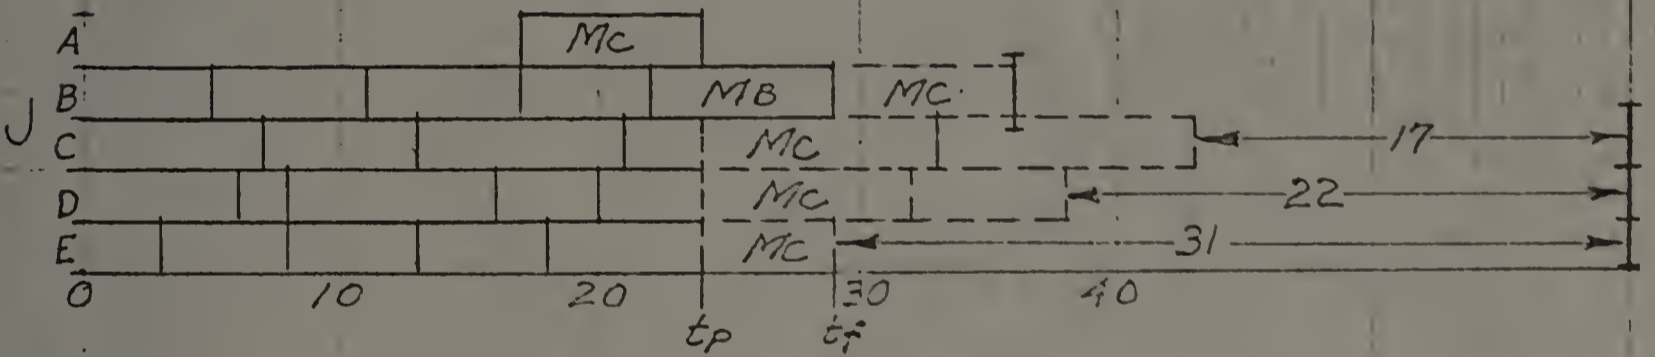 A MC
J B MB MC
C MC 17
D MC 22
E MC 31
0 10 20 30 40
tp tf